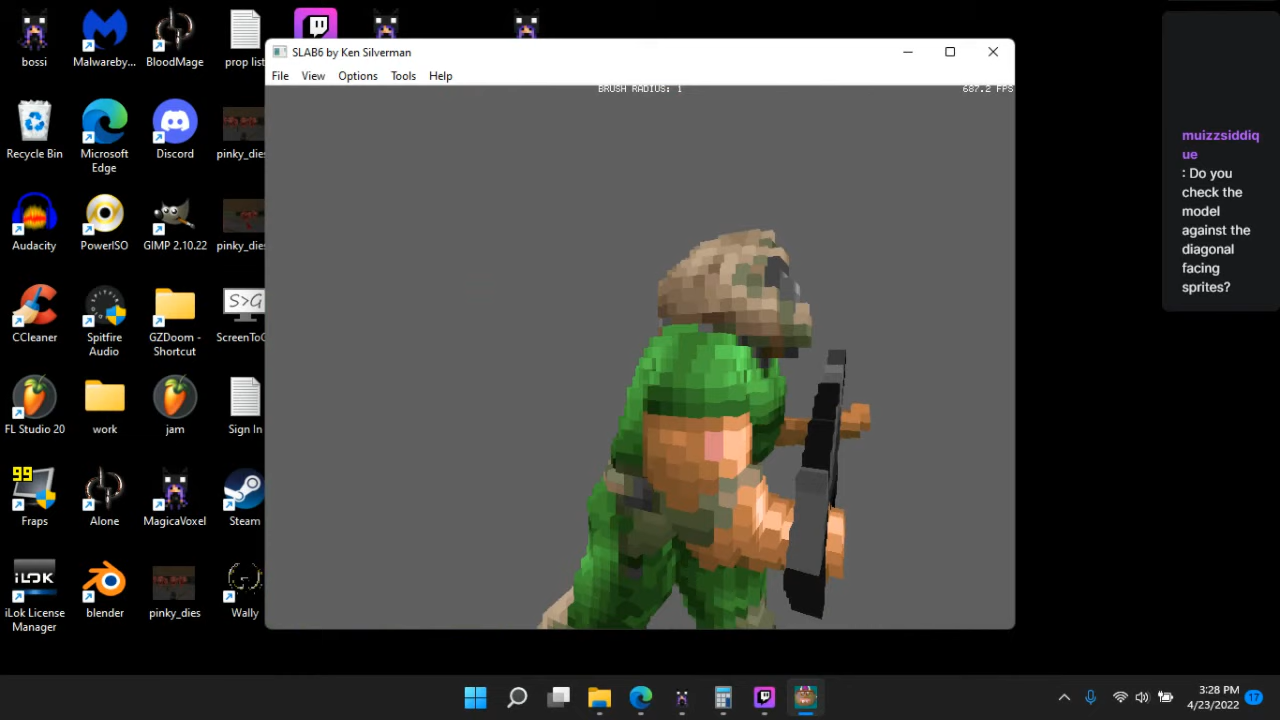 SLAB6 by Ken Silverman
File View Options Tools Help
BRUSH RADIUS: 1
687.2 FPS
bossi
Malwareby...
BloodMage
prop list
Recycle Bin
Microsoft
Edge
Discord
pinky_die
Audacity
PowerISO
GIMP 2.10.22
pinky_die
S>G
CCleaner
Spitfire
Audio
GZDoom -
Shortcut
ScreenTo
FL Studio 20
work
jam
Sign In
99
Fraps
Alone
MagicaVoxel
Steam
iLOK
iLok License
Manager
blender
pinky_dies
Wally
muizzsiddiq
ue
: Do you
check the
model
against the
diagonal
facing
sprites?
3:28 PM
4/23/2022
17